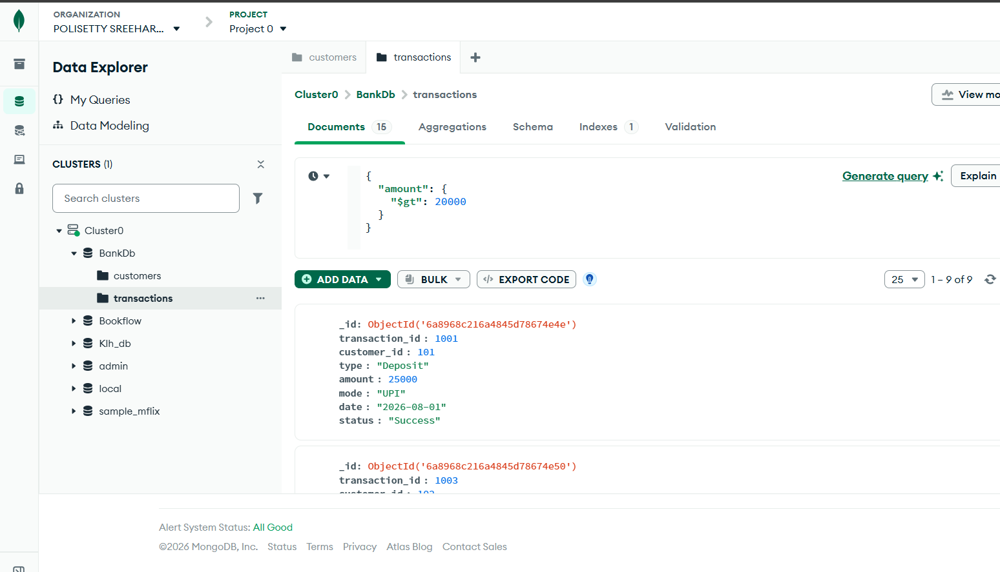 ORGANIZATION
POLISETTY SREEHAR...
PROJECT
Project 0
Data Explorer
My Queries
Data Modeling
CLUSTERS (1)
Search clusters
Cluster0
BankDb
customers
transactions
Bookflow
Klh_db
admin
local
sample_mflix
customers
transactions
Cluster0 > BankDb > transactions
View mo
Documents 15 Aggregations Schema Indexes 1 Validation
{
"amount": {
"$gt": 20000
}
}
Generate query
Explain
ADD DATA BULK EXPORT CODE
25 1 – 9 of 9
_id: ObjectId('6a8968c216a4845d78674e4e')
transaction_id : 1001
customer_id : 101
type : "Deposit"
amount : 25000
mode : "UPI"
date : "2026-08-01"
status : "Success"
_id: ObjectId('6a8968c216a4845d78674e50')
transaction_id : 1003
customer_id : 102
Alert System Status: All Good
©2026 MongoDB, Inc. Status Terms Privacy Atlas Blog Contact Sales